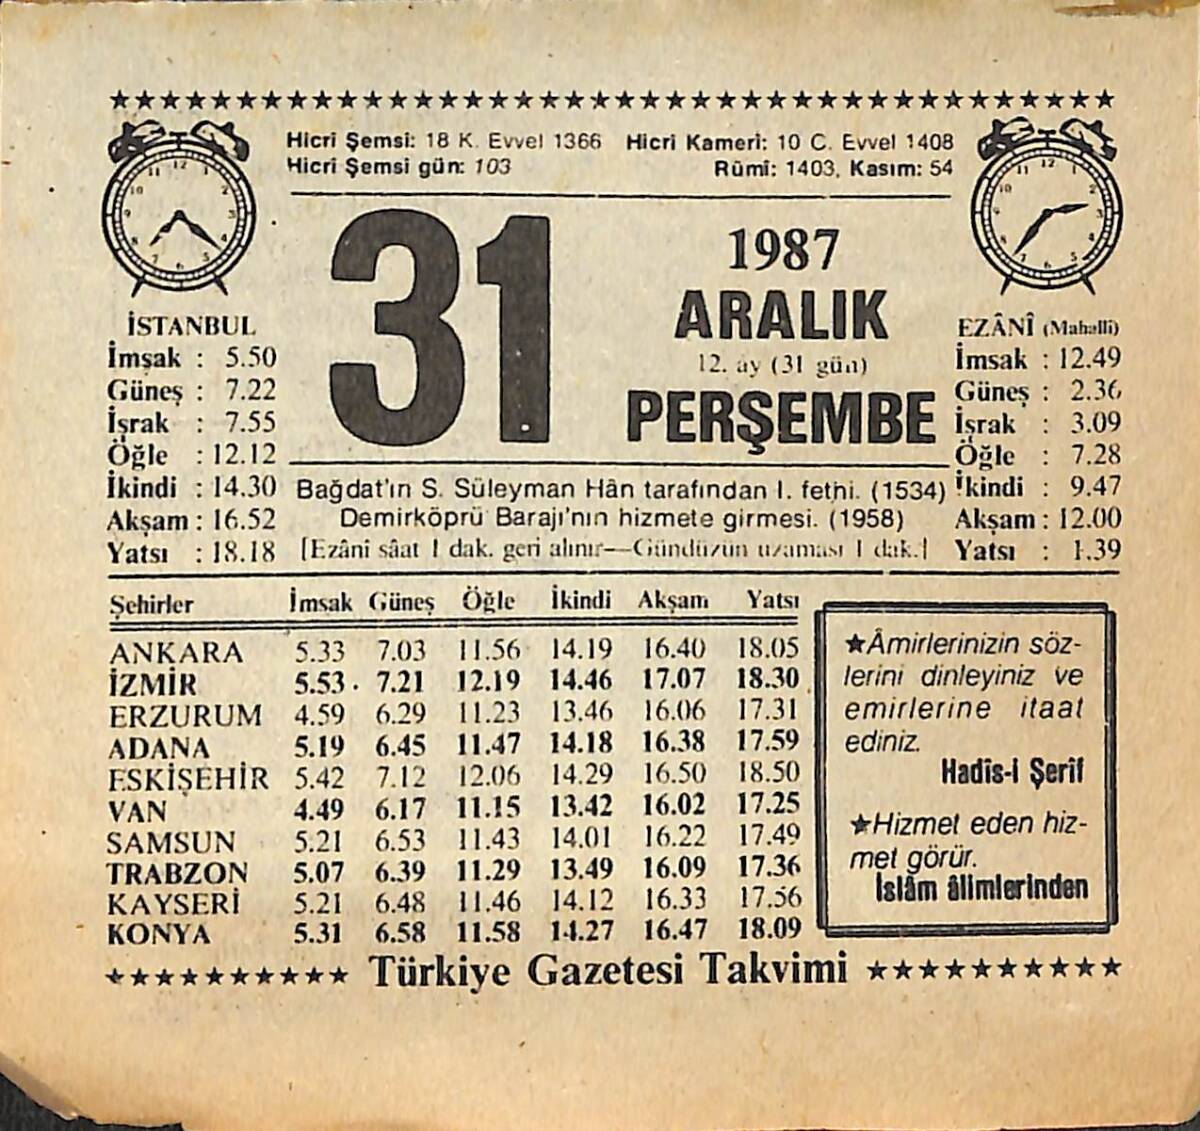 Hicrî Şemsi: 18 K. Evvel 1366 Hicrî Kamerî: 10 C. Evvel 1408
Hicrî Şemsi gün: 103 Rûmî: 1403, Kasım: 54
31
1987
ARALIK
12. ay (31 gün)
PERŞEMBE
İSTANBUL
İmsak : 5.50
Güneş : 7.22
İşrak : 7.55
Öğle : 12.12
İkindi : 14.30
Akşam : 16.52
Yatsı : 18.18
EZÂNÎ (Mahallî)
İmsak : 12.49
Güneş : 2.36
İşrak : 3.09
Öğle : 7.28
İkindi : 9.47
Akşam : 12.00
Yatsı : 1.39
Bağdat'ın S. Süleyman Hân tarafından I. fethi. (1534)
Demirköprü Barajı'nın hizmete girmesi. (1958)
[Ezânî sâat 1 dak. geri alınır—Gündüzün uzaması 1 dak.]
Şehirler İmsak Güneş Öğle İkindi Akşam Yatsı
ANKARA 5.33 7.03 11.56 14.19 16.40 18.05
İZMİR 5.53 7.21 12.19 14.46 17.07 18.30
ERZURUM 4.59 6.29 11.23 13.46 16.06 17.31
ADANA 5.19 6.45 11.47 14.18 16.38 17.59
ESKİŞEHİR 5.42 7.12 12.06 14.29 16.50 18.50
VAN 4.49 6.17 11.15 13.42 16.02 17.25
SAMSUN 5.21 6.53 11.43 14.01 16.22 17.49
TRABZON 5.07 6.39 11.29 13.49 16.09 17.36
KAYSERİ 5.21 6.48 11.46 14.12 16.33 17.56
KONYA 5.31 6.58 11.58 14.27 16.47 18.09
★Âmirlerinizin söz-
lerini dinleyiniz ve
emirlerine itaat
ediniz.
Hadîs-i Şerîf
★Hizmet eden hiz-
met görür.
İslâm âlimlerinden
Türkiye Gazetesi Takvimi